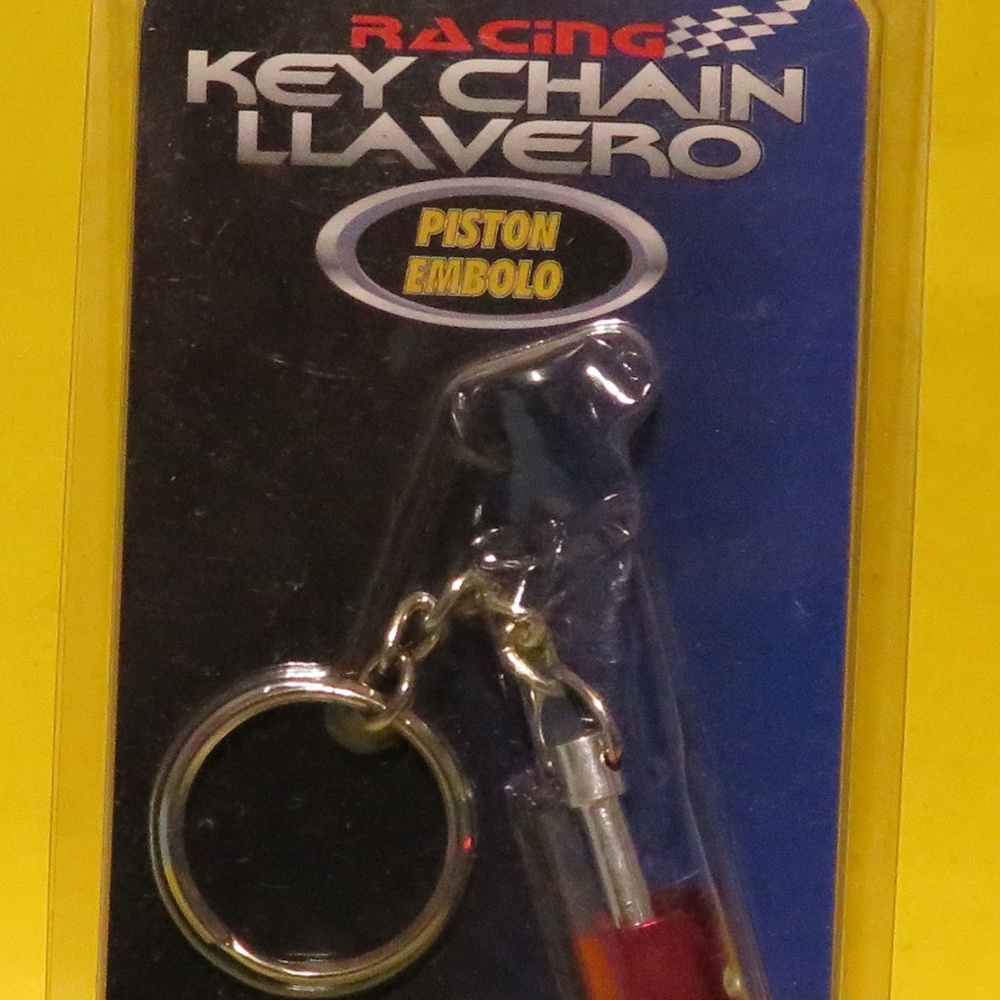 RACING
KEY CHAIN
LLAVERO
PISTON
EMBOLO